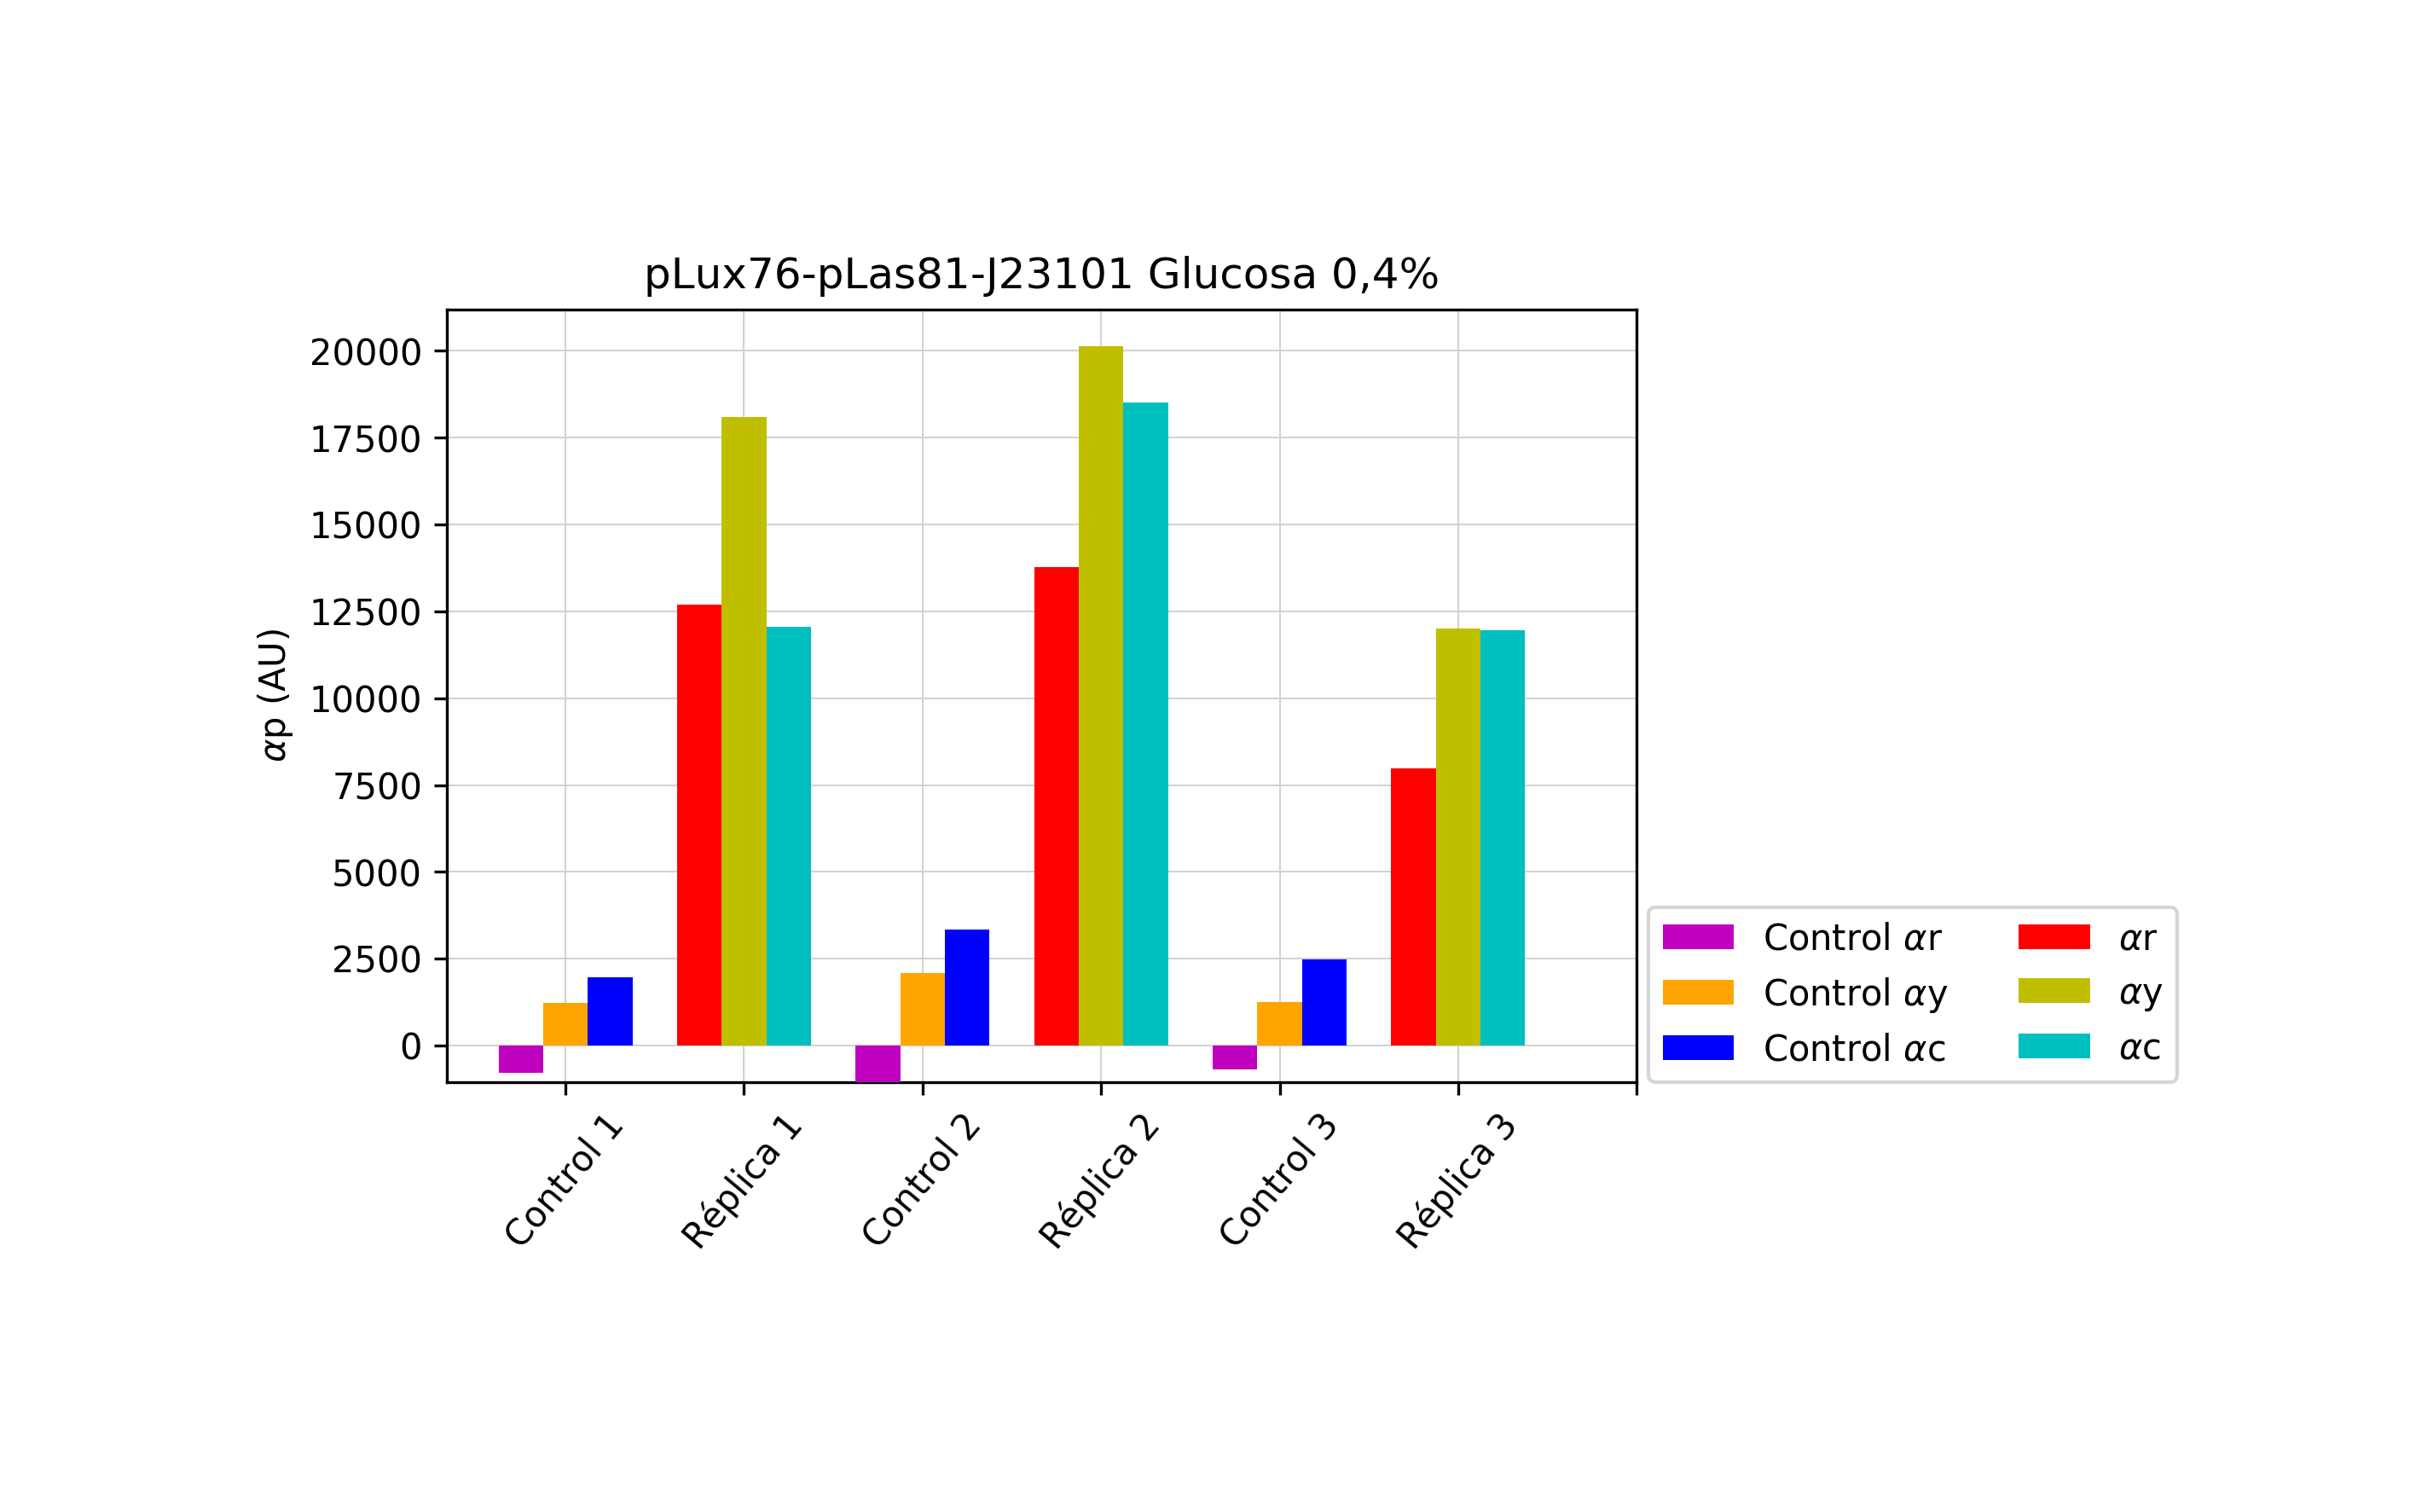 pLux76-pLas81-J23101 Glucosa 0,4%
αp (AU)
20000
17500
15000
12500
10000
7500
5000
2500
0
Control 1
Réplica 1
Control 2
Réplica 2
Control 3
Réplica 3
Control αr
Control αy
Control αc
αr
αy
αc